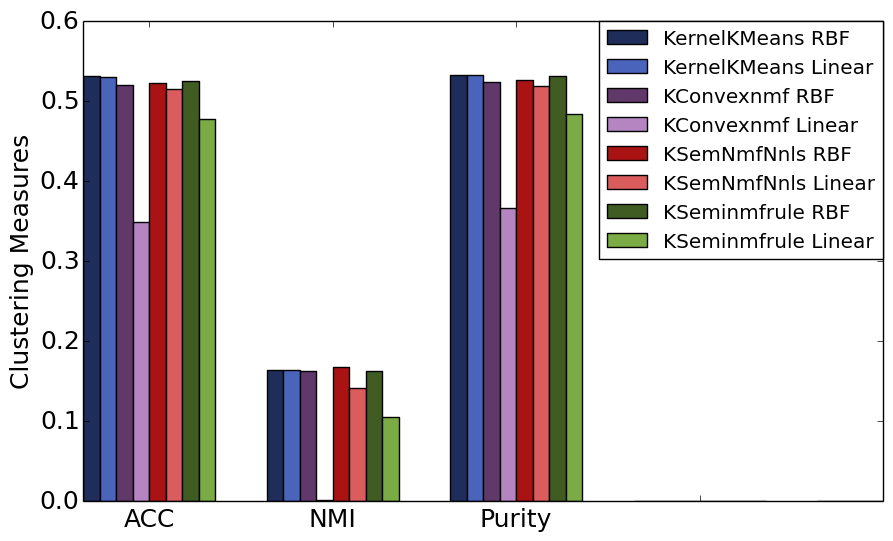 0.6
0.5
0.4
0.3
0.2
0.1
0.0
Clustering Measures
ACC
NMI
Purity
KernelKMeans RBF
KernelKMeans Linear
KConvexnmf RBF
KConvexnmf Linear
KSemNmfNnls RBF
KSemNmfNnls Linear
KSeminmfrule RBF
KSeminmfrule Linear